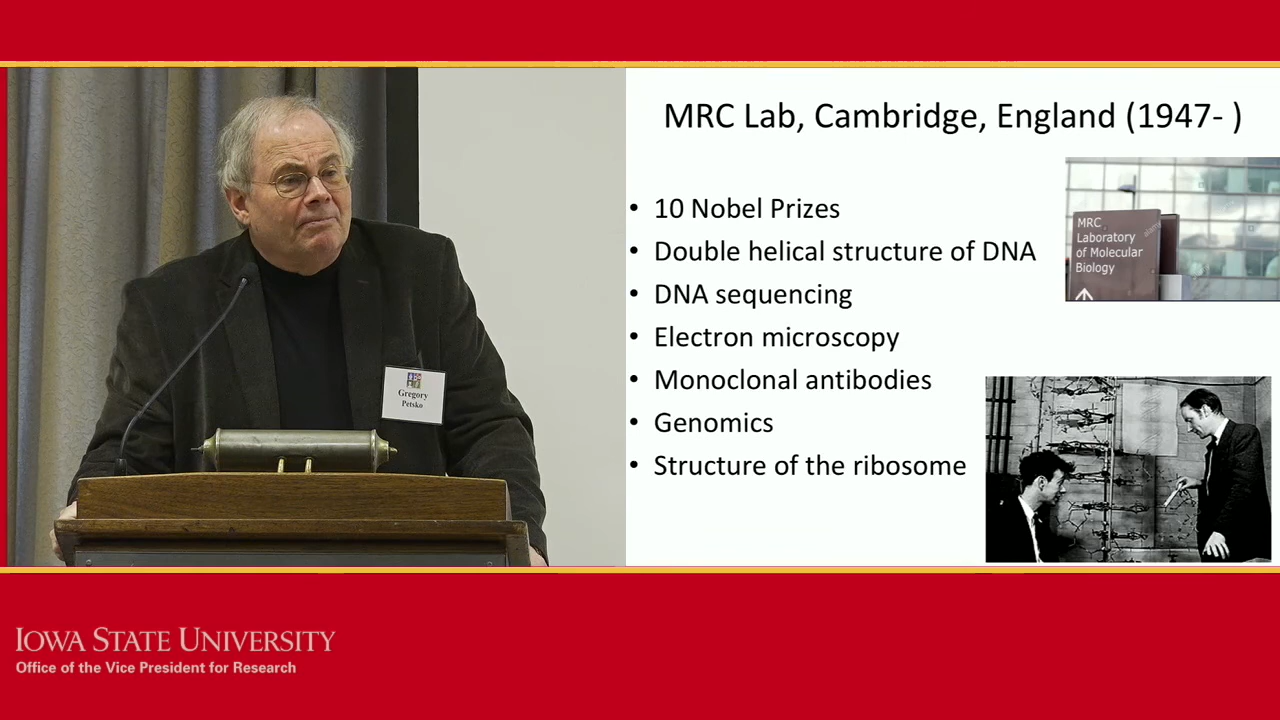 MRC Lab, Cambridge, England (1947- )
• 10 Nobel Prizes
• Double helical structure of DNA
• DNA sequencing
• Electron microscopy
• Monoclonal antibodies
• Genomics
• Structure of the ribosome
MRC
Laboratory
of Molecular
Biology
alamy
Gregory
Petsko
IOWA STATE UNIVERSITY
Office of the Vice President for Research